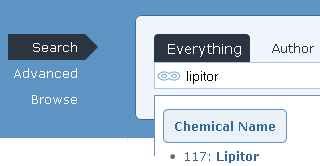 Search
Advanced
Browse
Everything Author
lipitor
Chemical Name
• 117: Lipitor